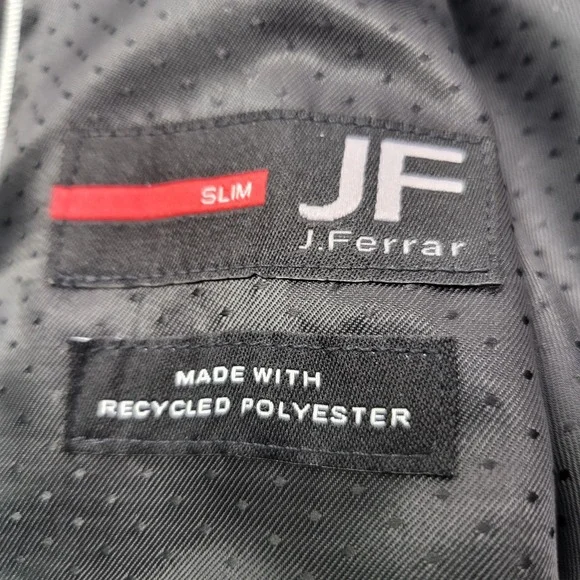 SLIM
JF
J.Ferrar
MADE WITH
RECYCLED POLYESTER